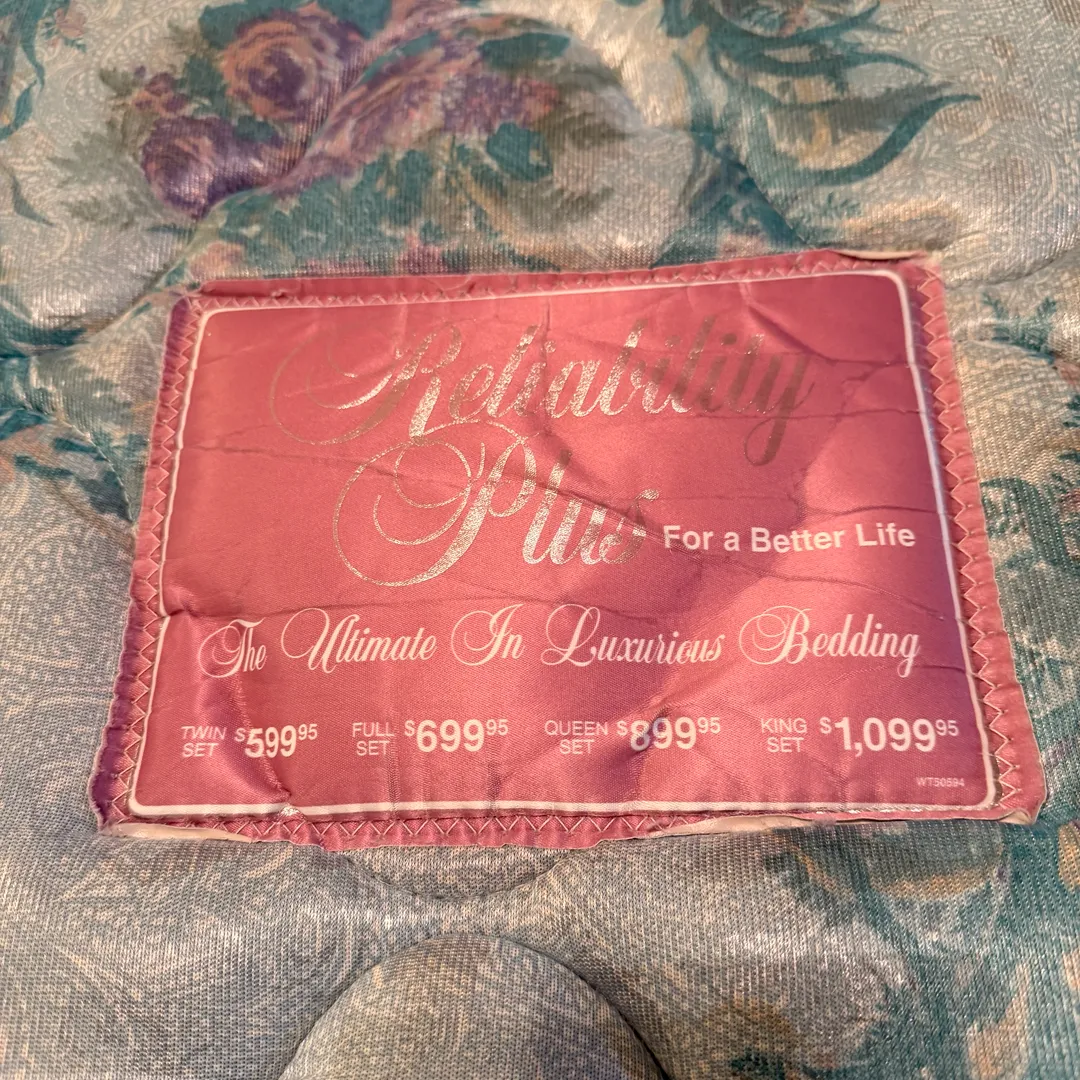 Reliability
Plus For a Better Life
The Ultimate In Luxurious Bedding
TWIN SET $599.95 FULL SET $699.95 QUEEN SET $899.95 KING SET $1,099.95
WT50594